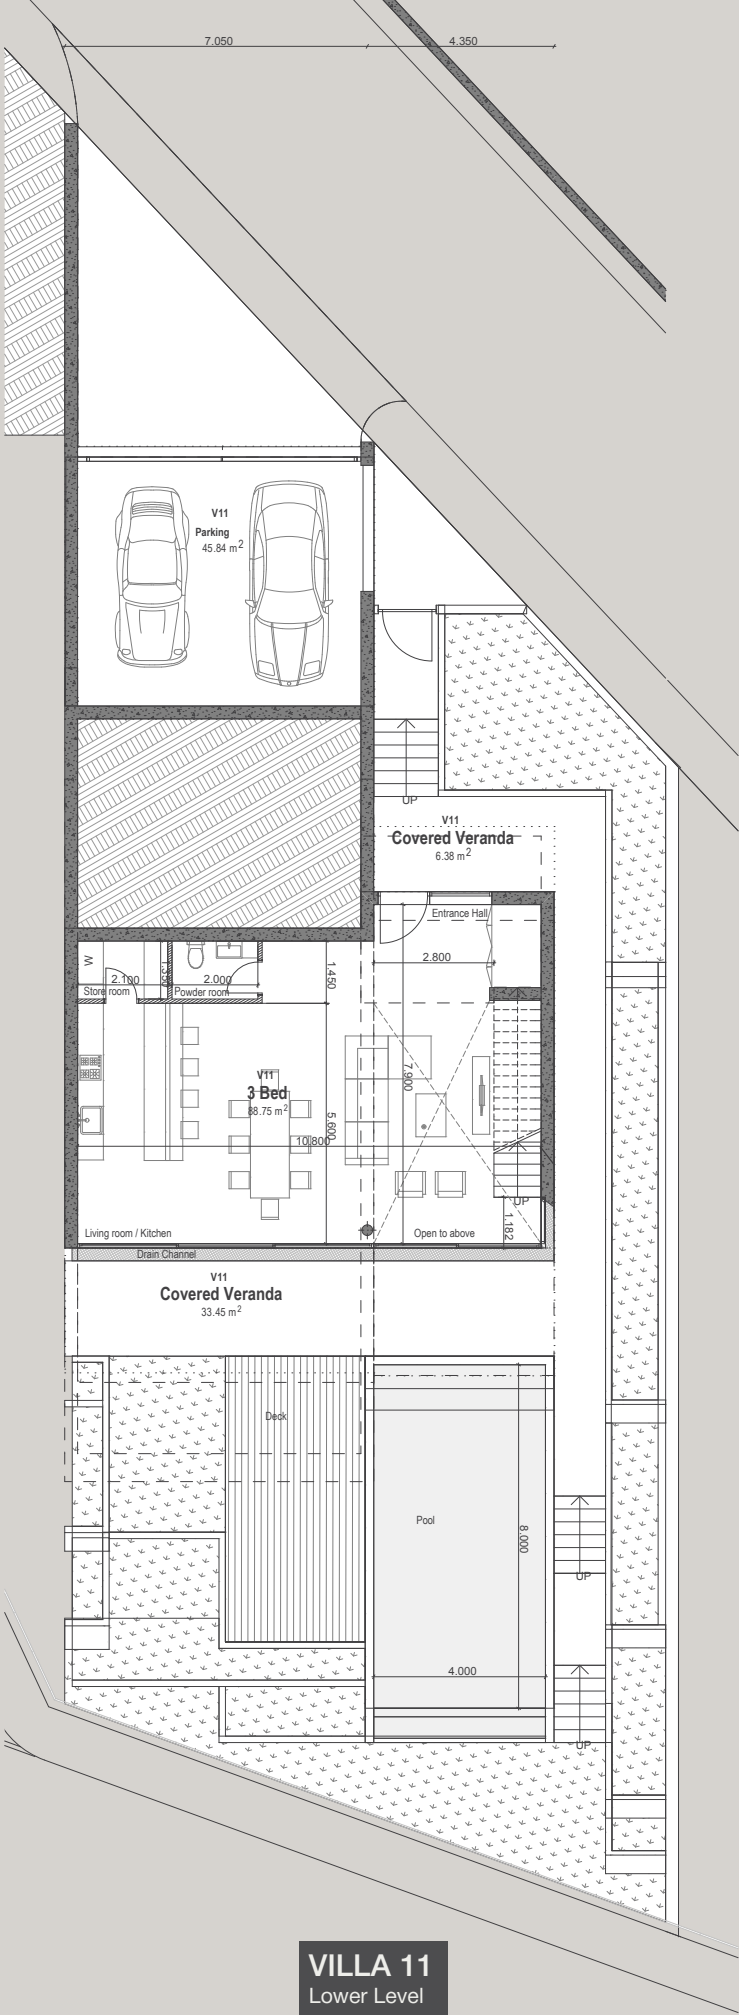 7.050
4.350
V11
Parking
45.84 m2
UP
V11
Covered Veranda
6.38 m2
Entrance Hall
2.800
W
2.100
1.350
2.000
1.450
Store room
Powder room
7.900
V11
3 Bed
88.75 m2
5.600
10.800
UP
1.182
Living room / Kitchen
Open to above
Drain Channel
V11
Covered Veranda
33.45 m2
Deck
Pool
8.000
UP
4.000
UP
VILLA 11
Lower Level